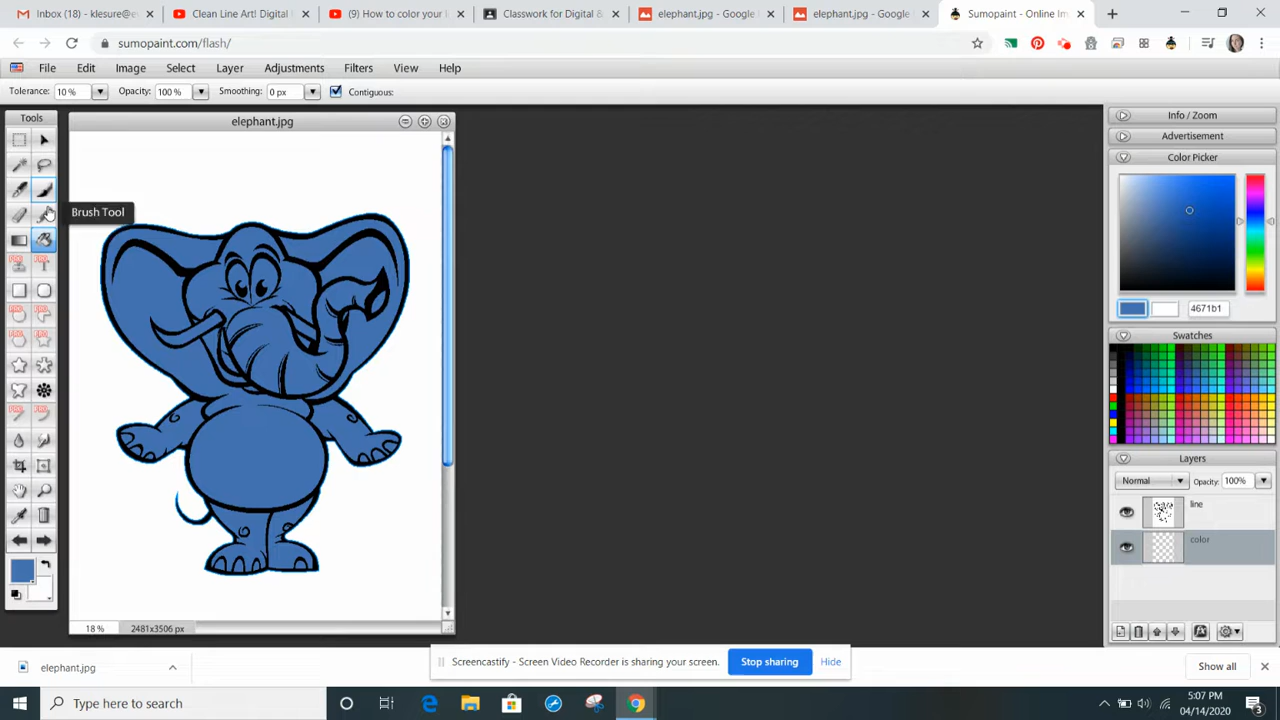 Inbox (18) - klesure@e
Clean Line Art! Digital
(9) How to color your
Classwork for Digital &
elephant.jpg - Google
elephant.jpg - Google
Sumopaint - Online Im
sumopaint.com/flash/
File Edit Image Select Layer Adjustments Filters View Help
Tolerance: 10 % Opacity: 100 % Smoothing: 0 px Contiguous:
Tools
elephant.jpg
Info / Zoom
Advertisement
Color Picker
Brush Tool
PRO PRO
4671b1
Swatches
Layers
Normal Opacity: 100%
line
color
18 % 2481x3506 px
elephant.jpg
Screencastify - Screen Video Recorder is sharing your screen. Stop sharing Hide
Show all
Type here to search
5:07 PM
04/14/2020
3